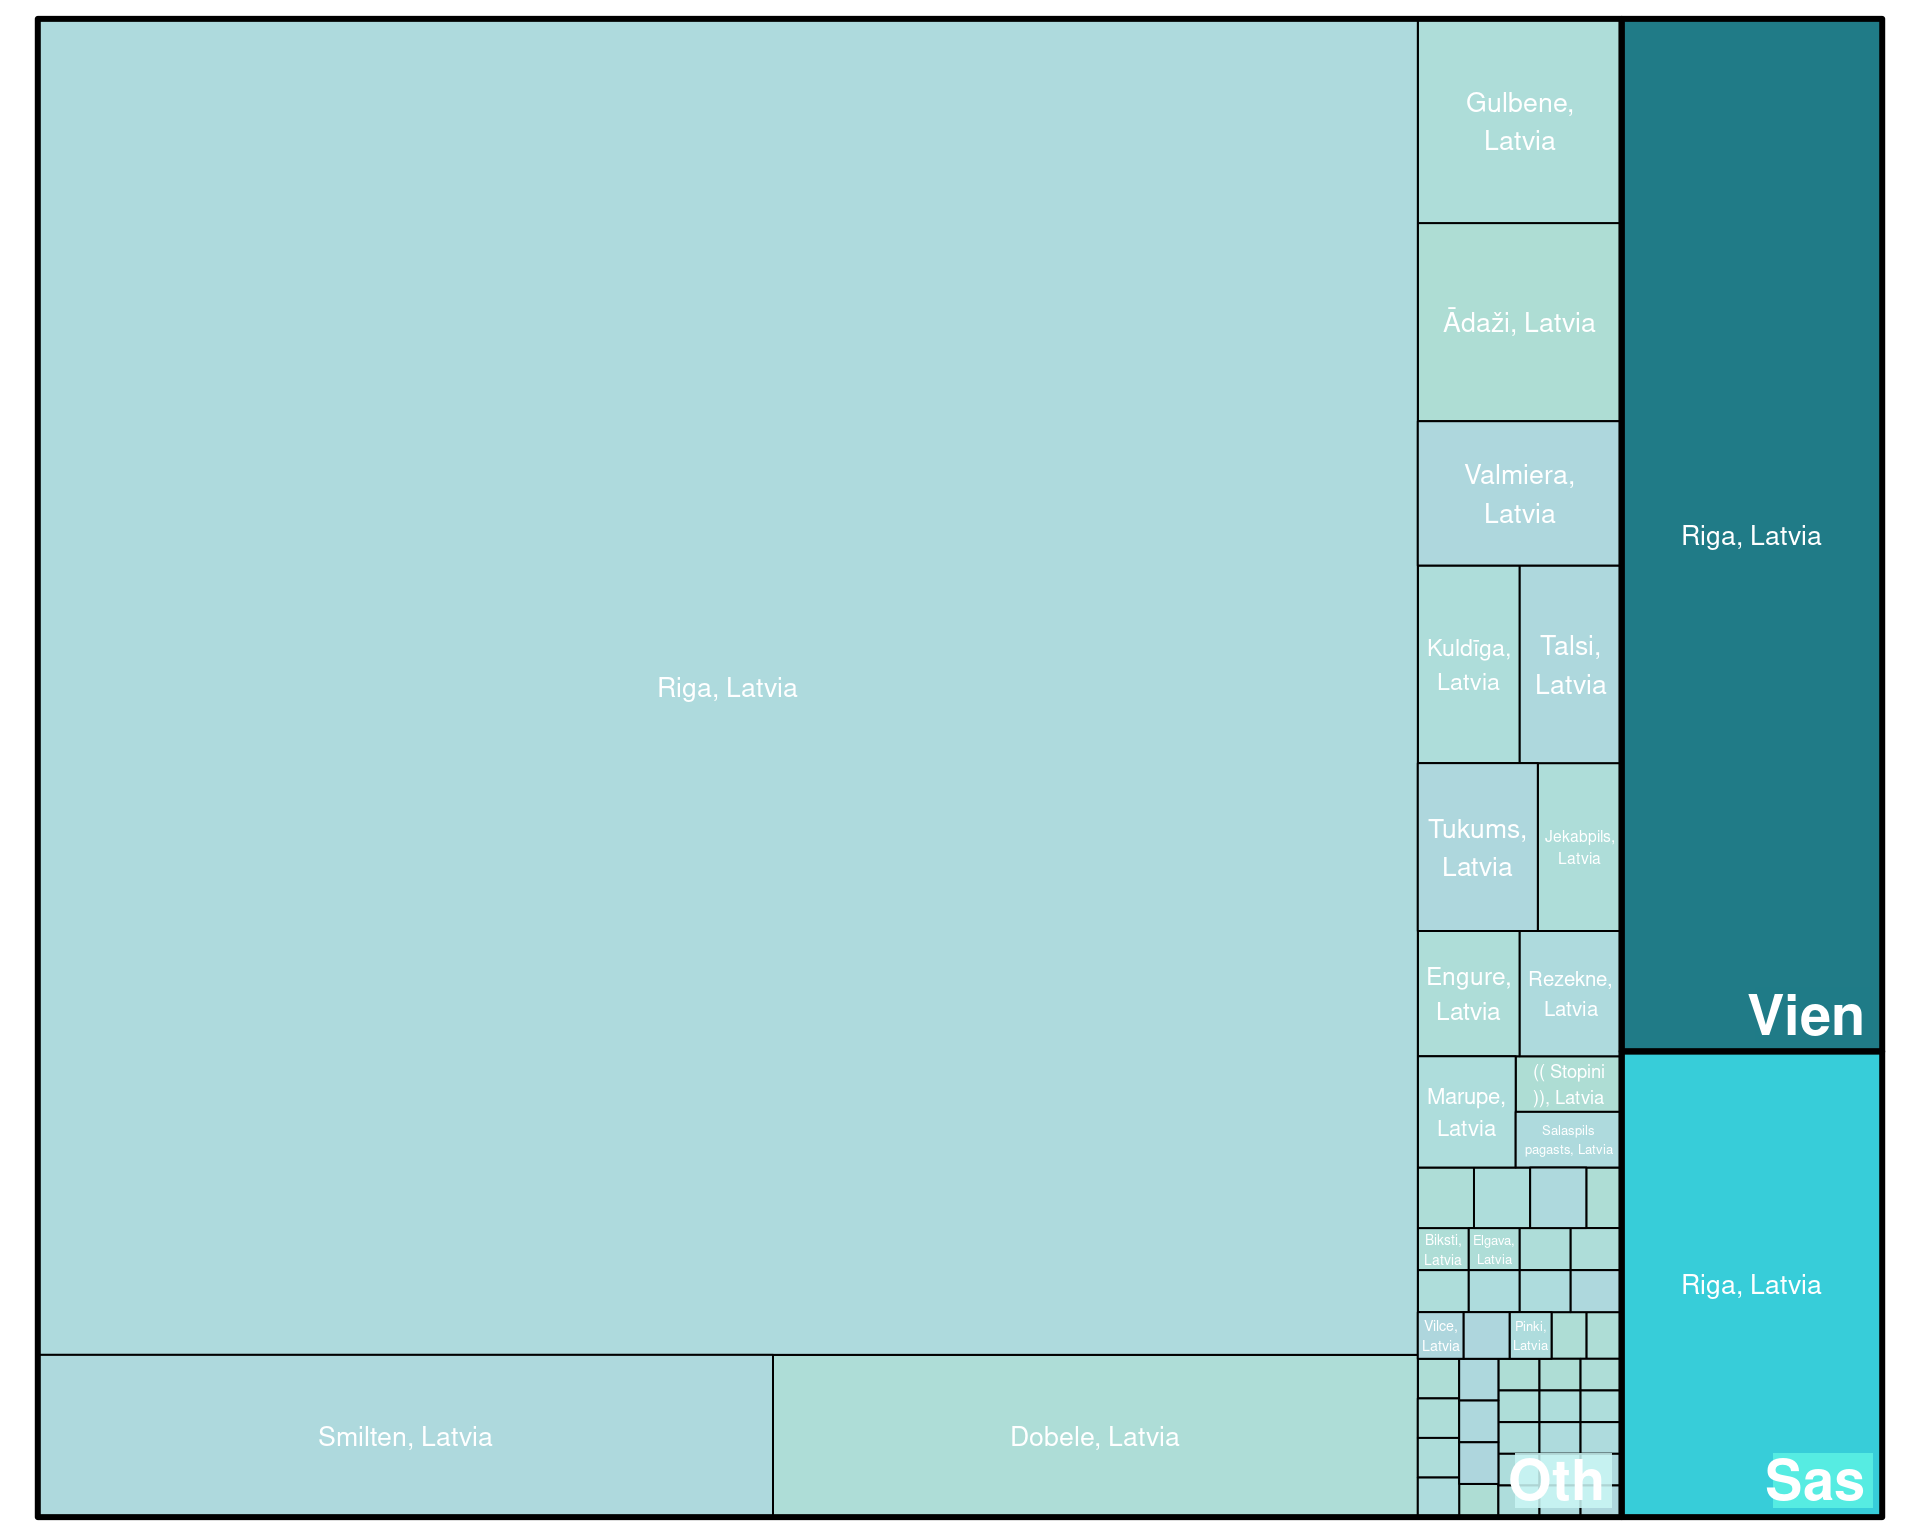 Riga, Latvia
Smilten, Latvia
Dobele, Latvia
Gulbene,
Latvia
Ādaži, Latvia
Valmiera,
Latvia
Kuldīga,
Latvia
Talsi,
Latvia
Tukums,
Latvia
Jekabpils,
Latvia
Engure,
Latvia
Rezekne,
Latvia
Marupe,
Latvia
(( Stopini
)), Latvia
Salaspils
pagasts, Latvia
Biksti,
Latvia
Elgava,
Latvia
Vilce,
Latvia
Pinki,
Latvia
Oth
Riga, Latvia
Vien
Riga, Latvia
Sas